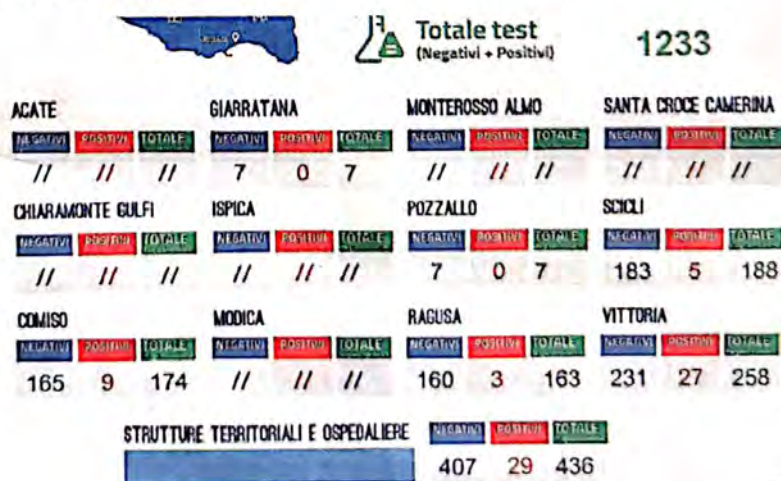 Totale test
(Negativi + Positivi)
1233
ACATE GIARRATANA MONTEROSSO ALMO SANTA CROCE CAMERINA
NEGATIVI POSITIVI TOTALE NEGATIVI POSITIVI TOTALE NEGATIVI POSITIVI TOTALE NEGATIVI POSITIVI TOTALE
// // // 7 0 7 // // // // // //
CHIARAMONTE GULFI ISPICA POZZALLO SCICLI
NEGATIVI POSITIVI TOTALE NEGATIVI POSITIVI TOTALE NEGATIVI POSITIVI TOTALE NEGATIVI POSITIVI TOTALE
// // // // // // 7 0 7 183 5 188
COMISO MODICA RAGUSA VITTORIA
NEGATIVI POSITIVI TOTALE NEGATIVI POSITIVI TOTALE NEGATIVI POSITIVI TOTALE NEGATIVI POSITIVI TOTALE
165 9 174 // // // 160 3 163 231 27 258
STRUTTURE TERRITORIALI E OSPEDALIERE NEGATIVI POSITIVI TOTALE
407 29 436